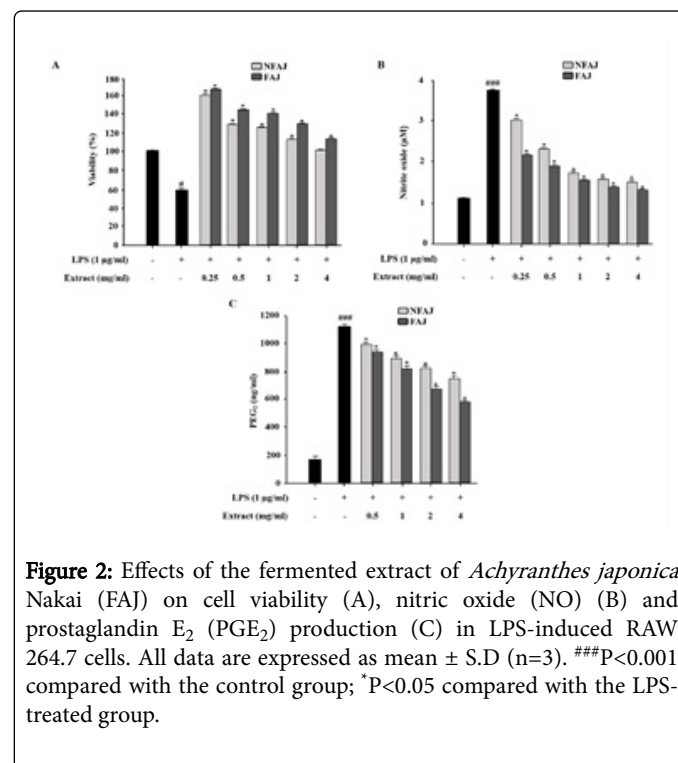 A
NFAJ
FAJ
Viability (%)
180
160
140
120
100
80
60
40
20
0
#
*
LPS (1 µg/ml) - + + + + + +
Extract (mg/ml) - - 0.25 0.5 1 2 4
B
NFAJ
FAJ
Nitrite oxide (µM)
4
3
2
1
0
###
*
LPS (1 µg/ml) - + + + + + +
Extract (mg/ml) - - 0.25 0.5 1 2 4
C
NFAJ
FAJ
PEG₂ (ng/ml)
1200
1000
800
600
400
200
0
###
*
LPS (1 µg/ml) - + + + + +
Extract (mg/ml) - - 0.5 1 2 4
Figure 2: Effects of the fermented extract of Achyranthes japonica
Nakai (FAJ) on cell viability (A), nitric oxide (NO) (B) and
prostaglandin E₂ (PGE₂) production (C) in LPS-induced RAW
264.7 cells. All data are expressed as mean ± S.D (n=3). ###P<0.001
compared with the control group; *P<0.05 compared with the LPS-
treated group.